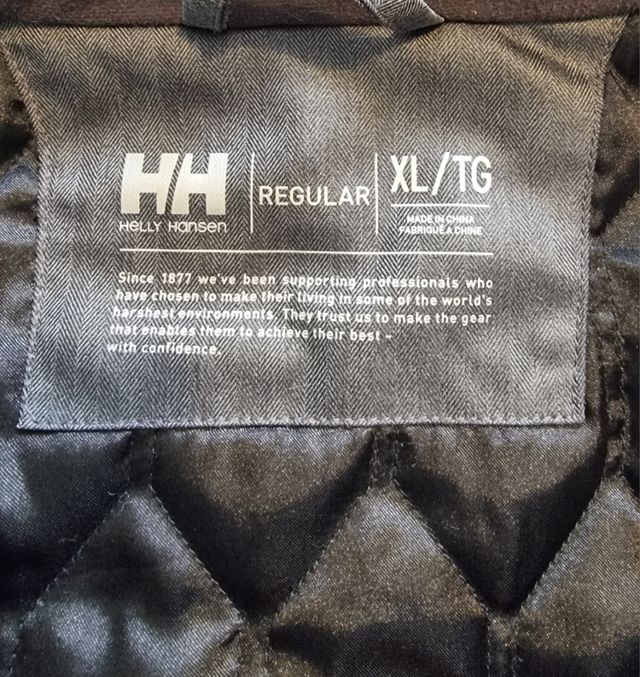 HH
HELLY HANSEN
REGULAR
XL/TG
MADE IN CHINA
FABRIQUÉ A CHINE
Since 1877 we've been supporting professionals who
have chosen to make their living in some of the world's
harshest environments. They trust us to make the gear
that enables them to achieve their best –
with confidence.